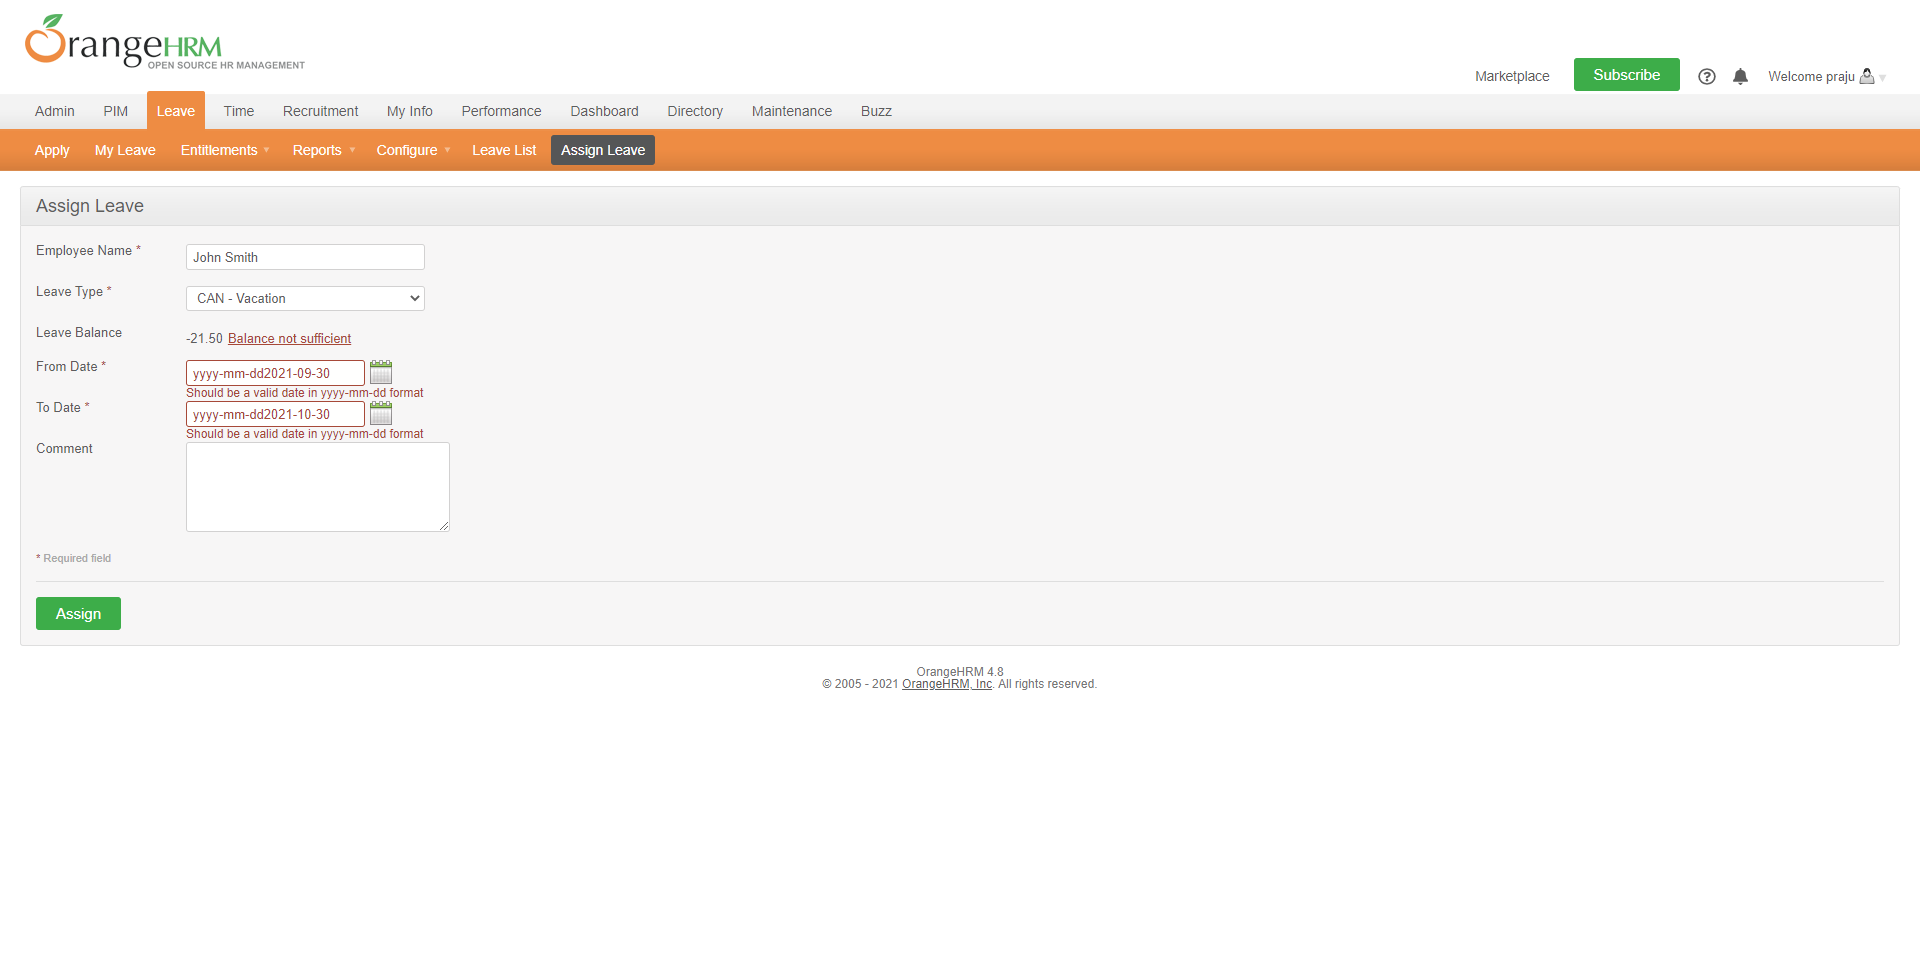 OrangeHRM
OPEN SOURCE HR MANAGEMENT
Marketplace
Subscribe
Welcome praju
Admin PIM Leave Time Recruitment My Info Performance Dashboard Directory Maintenance Buzz
Apply My Leave Entitlements Reports Configure Leave List Assign Leave
Assign Leave
Employee Name * John Smith
Leave Type * CAN - Vacation
Leave Balance -21.50 Balance not sufficient
From Date * yyyy-mm-dd2021-09-30
Should be a valid date in yyyy-mm-dd format
To Date * yyyy-mm-dd2021-10-30
Should be a valid date in yyyy-mm-dd format
Comment
* Required field
Assign
OrangeHRM 4.8
© 2005 - 2021 OrangeHRM, Inc. All rights reserved.